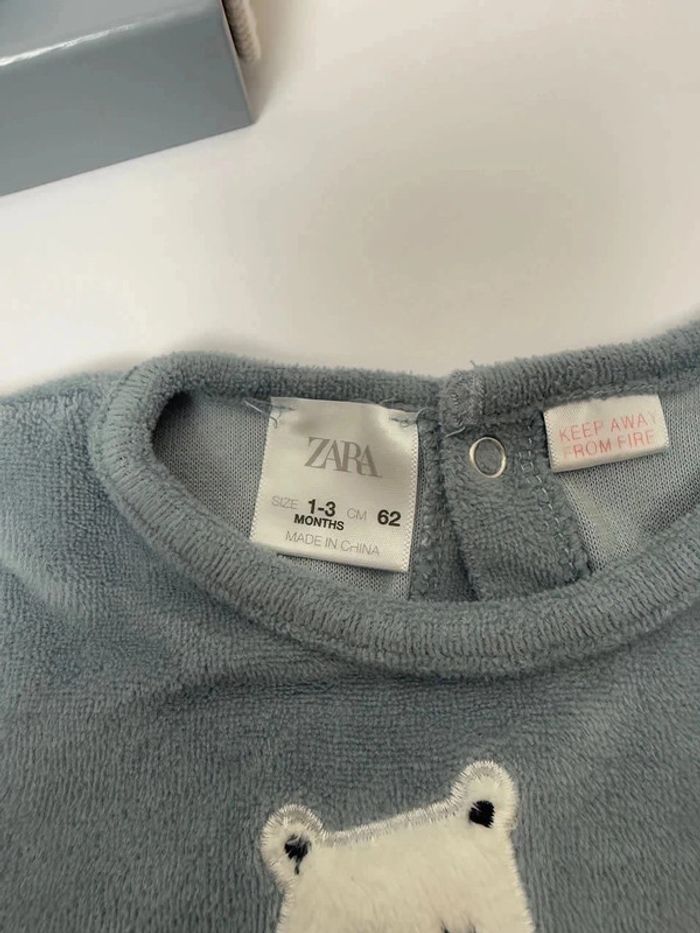 ZARA
SIZE 1-3 MONTHS CM 62
MADE IN CHINA
KEEP AWAY
FROM FIRE